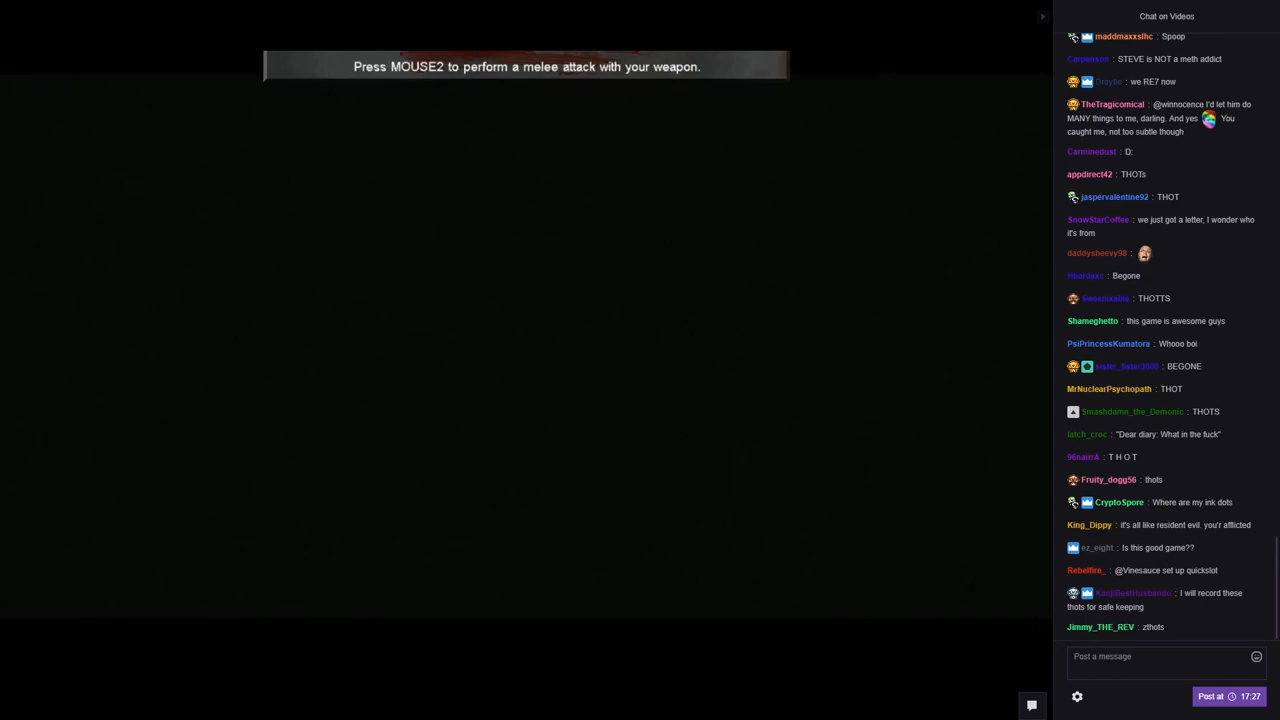 Chat on Videos
Press MOUSE2 to perform a melee attack with your weapon.
maddmaxxslhc : Spoop
Carpenson : STEVE is NOT a meth addict
Draylle : we RE7 now
TheTragicomical : @winnocence I'd let him do
MANY things to me, darling. And yes You
caught me, not too subtle though
Carminedust : D:
appdirect42 : THOTs
jaspervalentine92 : THOT
SnowStarCoffee : we just got a letter, I wonder who
it's from
daddysheevy98 :
: Begone
: THOTTS
Shameghetto : this game is awesome guys
PsiPrincessKumatora : Whooo boi
: BEGONE
MrNuclearPsychopath : THOT
Smashdamn_the_Demonic : THOTS
latch_croc : "Dear diary: What in the fuck"
96nairrA : T H O T
Fruity_dogg56 : thots
CryptoSpore : Where are my ink dots
King_Dippy : it's all like resident evil. you'r afflicted
ez_eight : Is this good game??
Rebelfire_ : @Vinesauce set up quickslot
KanjiBestHusbando : I will record these
thots for safe keeping
Jimmy_THE_REV : zthots
Post a message
Post at 17:27